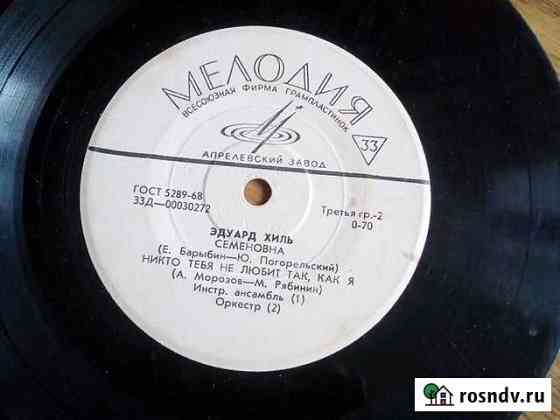 МЕЛОДИЯ
ВСЕСОЮЗНАЯ ФИРМА ГРАМПЛАСТИНОК
33
АПРЕЛЕВСКИЙ ЗАВОД
ГОСТ 5289-68
33Д—00030272
Третья гр.-2
0-70
ЭДУАРД ХИЛЬ
СЕМЕНОВНА
(Е. Барыбин—Ю. Погорельский)
НИКТО ТЕБЯ НЕ ЛЮБИТ ТАК, КАК Я
(А. Морозов—М. Рябинин)
Инстр. ансамбль (1)
Оркестр (2)
rosndv.ru